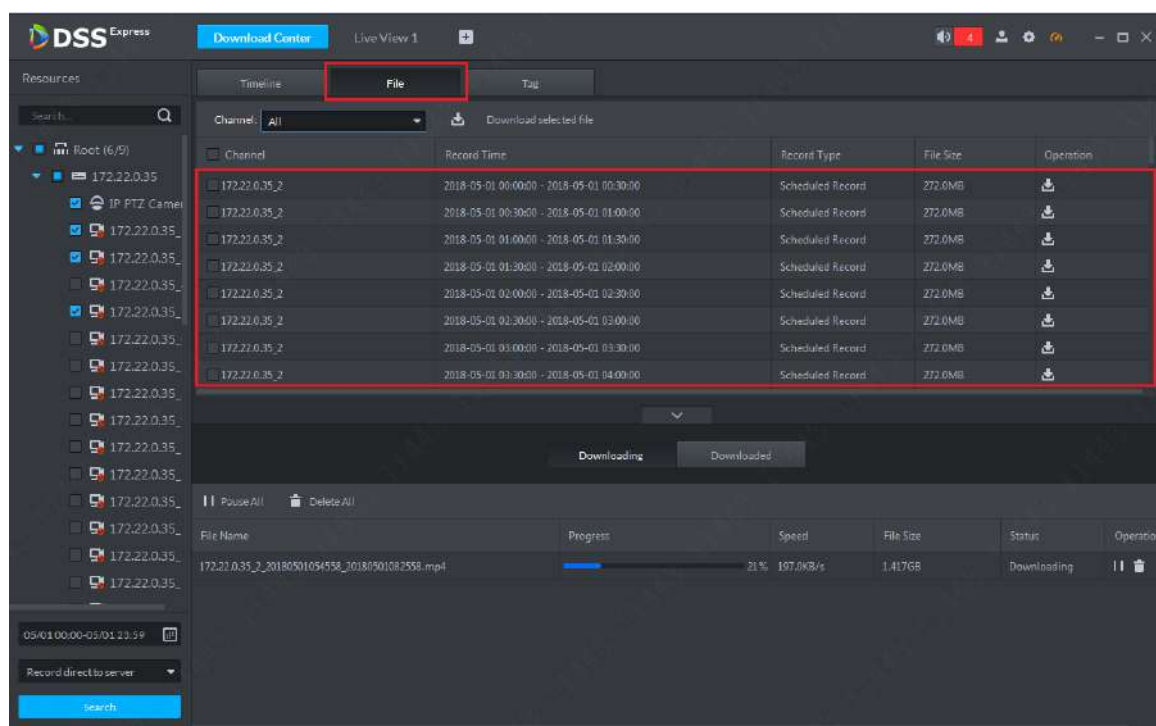 DSS Express
Download Center
Live View 1
4
Resources
Timeline
File
Tag
Search...
Channel: All
Download selected file
Root (6/9)
Channel Record Time Record Type File Size Operation
172.22.0.35
172.22.0.35_2 2018-05-01 00:00:00 - 2018-05-01 00:30:00 Scheduled Record 272.0MB
IP PTZ Camer
172.22.0.35_2 2018-05-01 00:30:00 - 2018-05-01 01:00:00 Scheduled Record 272.0MB
172.22.0.35_
172.22.0.35_2 2018-05-01 01:00:00 - 2018-05-01 01:30:00 Scheduled Record 272.0MB
172.22.0.35_
172.22.0.35_2 2018-05-01 01:30:00 - 2018-05-01 02:00:00 Scheduled Record 272.0MB
172.22.0.35_
172.22.0.35_2 2018-05-01 02:00:00 - 2018-05-01 02:30:00 Scheduled Record 272.0MB
172.22.0.35_
172.22.0.35_2 2018-05-01 02:30:00 - 2018-05-01 03:00:00 Scheduled Record 272.0MB
172.22.0.35_
172.22.0.35_2 2018-05-01 03:00:00 - 2018-05-01 03:30:00 Scheduled Record 272.0MB
172.22.0.35_
172.22.0.35_2 2018-05-01 03:30:00 - 2018-05-01 04:00:00 Scheduled Record 272.0MB
172.22.0.35_
172.22.0.35_
172.22.0.35_
Downloading
Downloaded
172.22.0.35_
172.22.0.35_
Pause All
Delete All
172.22.0.35_
File Name Progress Speed File Size Status Operatio
172.22.0.35_
172.22.0.35_2_20180501054558_20180501082558.mp4 21% 197.0KB/s 1.417GB Downloading
172.22.0.35_
05/01 00:00-05/01 23:59
Record direct to server
Search